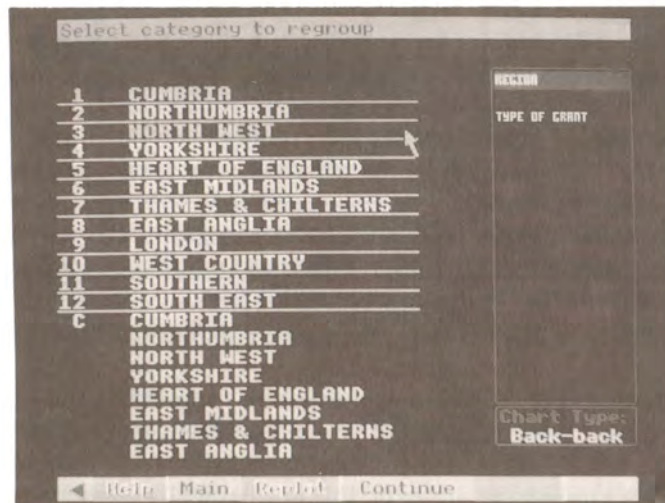 Select category to regroup
1 CUMBRIA
2 NORTHUMBRIA
3 NORTH WEST
4 YORKSHIRE
5 HEART OF ENGLAND
6 EAST MIDLANDS
7 THAMES & CHILTERNS
8 EAST ANGLIA
9 LONDON
10 WEST COUNTRY
11 SOUTHERN
12 SOUTH EAST
C CUMBRIA
NORTHUMBRIA
NORTH WEST
YORKSHIRE
HEART OF ENGLAND
EAST MIDLANDS
THAMES & CHILTERNS
EAST ANGLIA
REGION
TYPE OF GRANT
Chart Type:
Back-back
Help Main Replot Continue